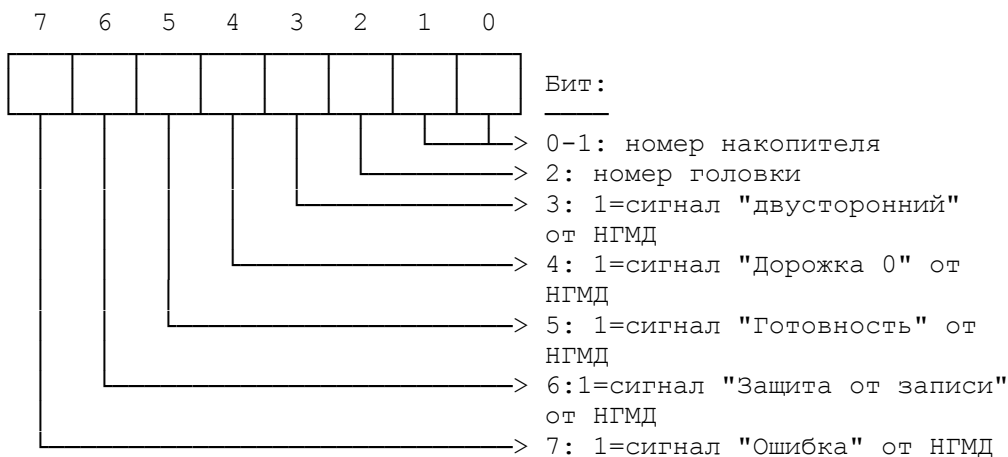 7 6 5 4 3 2 1 0
Бит:
0-1: номер накопителя
2: номер головки
3: 1=сигнал "двусторонний"
от НГМД
4: 1=сигнал "Дорожка 0" от
НГМД
5: 1=сигнал "Готовность" от
НГМД
6:1=сигнал "Защита от записи"
от НГМД
7: 1=сигнал "Ошибка" от НГМД